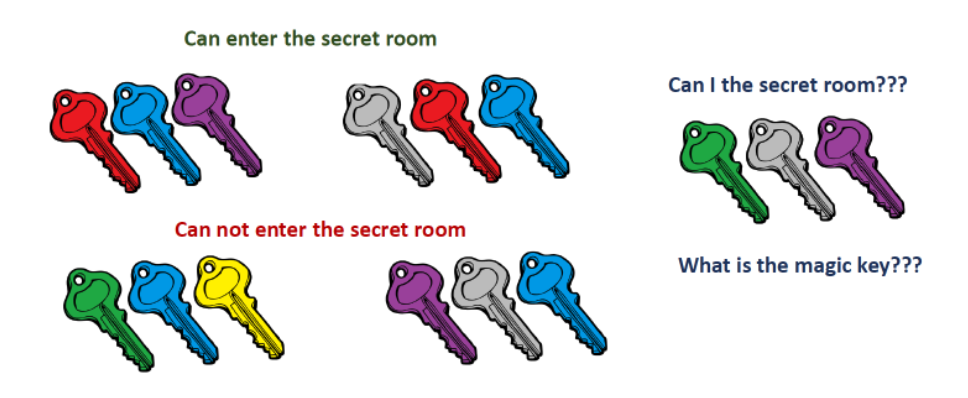 Can enter the secret room
Can I the secret room???
Can not enter the secret room
What is the magic key???